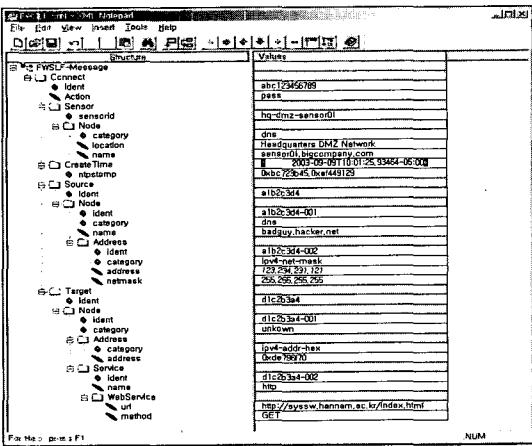 XML Notepad
File Edit View Insert Tools Help
Structure Values
FWSLF-Message
Connect
Ident abc123456789
Action pass
Sensor
sensorid hq-dmz-sensor01
Node
category dns
location Headquarters DMZ Network
name sensor01,bigcompany,com
CreateTime 2003-09-09T10:01:25,93464-05:00
ntpstamp 0xbc723b45,0xef449129
Source
Ident a1b2c3d4
Node
ident a1b2c3d4-001
category dns
name badguy,hacker,net
Address
ident a1b2c3d4-002
category ipv4-net-mask
address 123,234,231,121
netmask 255,255,255,255
Target
Ident d1c2b3a4
Node
ident d1c2b3a4-001
category unkown
Address
category ipv4-addr-hex
address 0xde796f70
Service
ident d1c2b3a4-002
name http
WebService
url http://syssw,hannam,ac,kr/index,html
method GET
For Help press F1 NUM